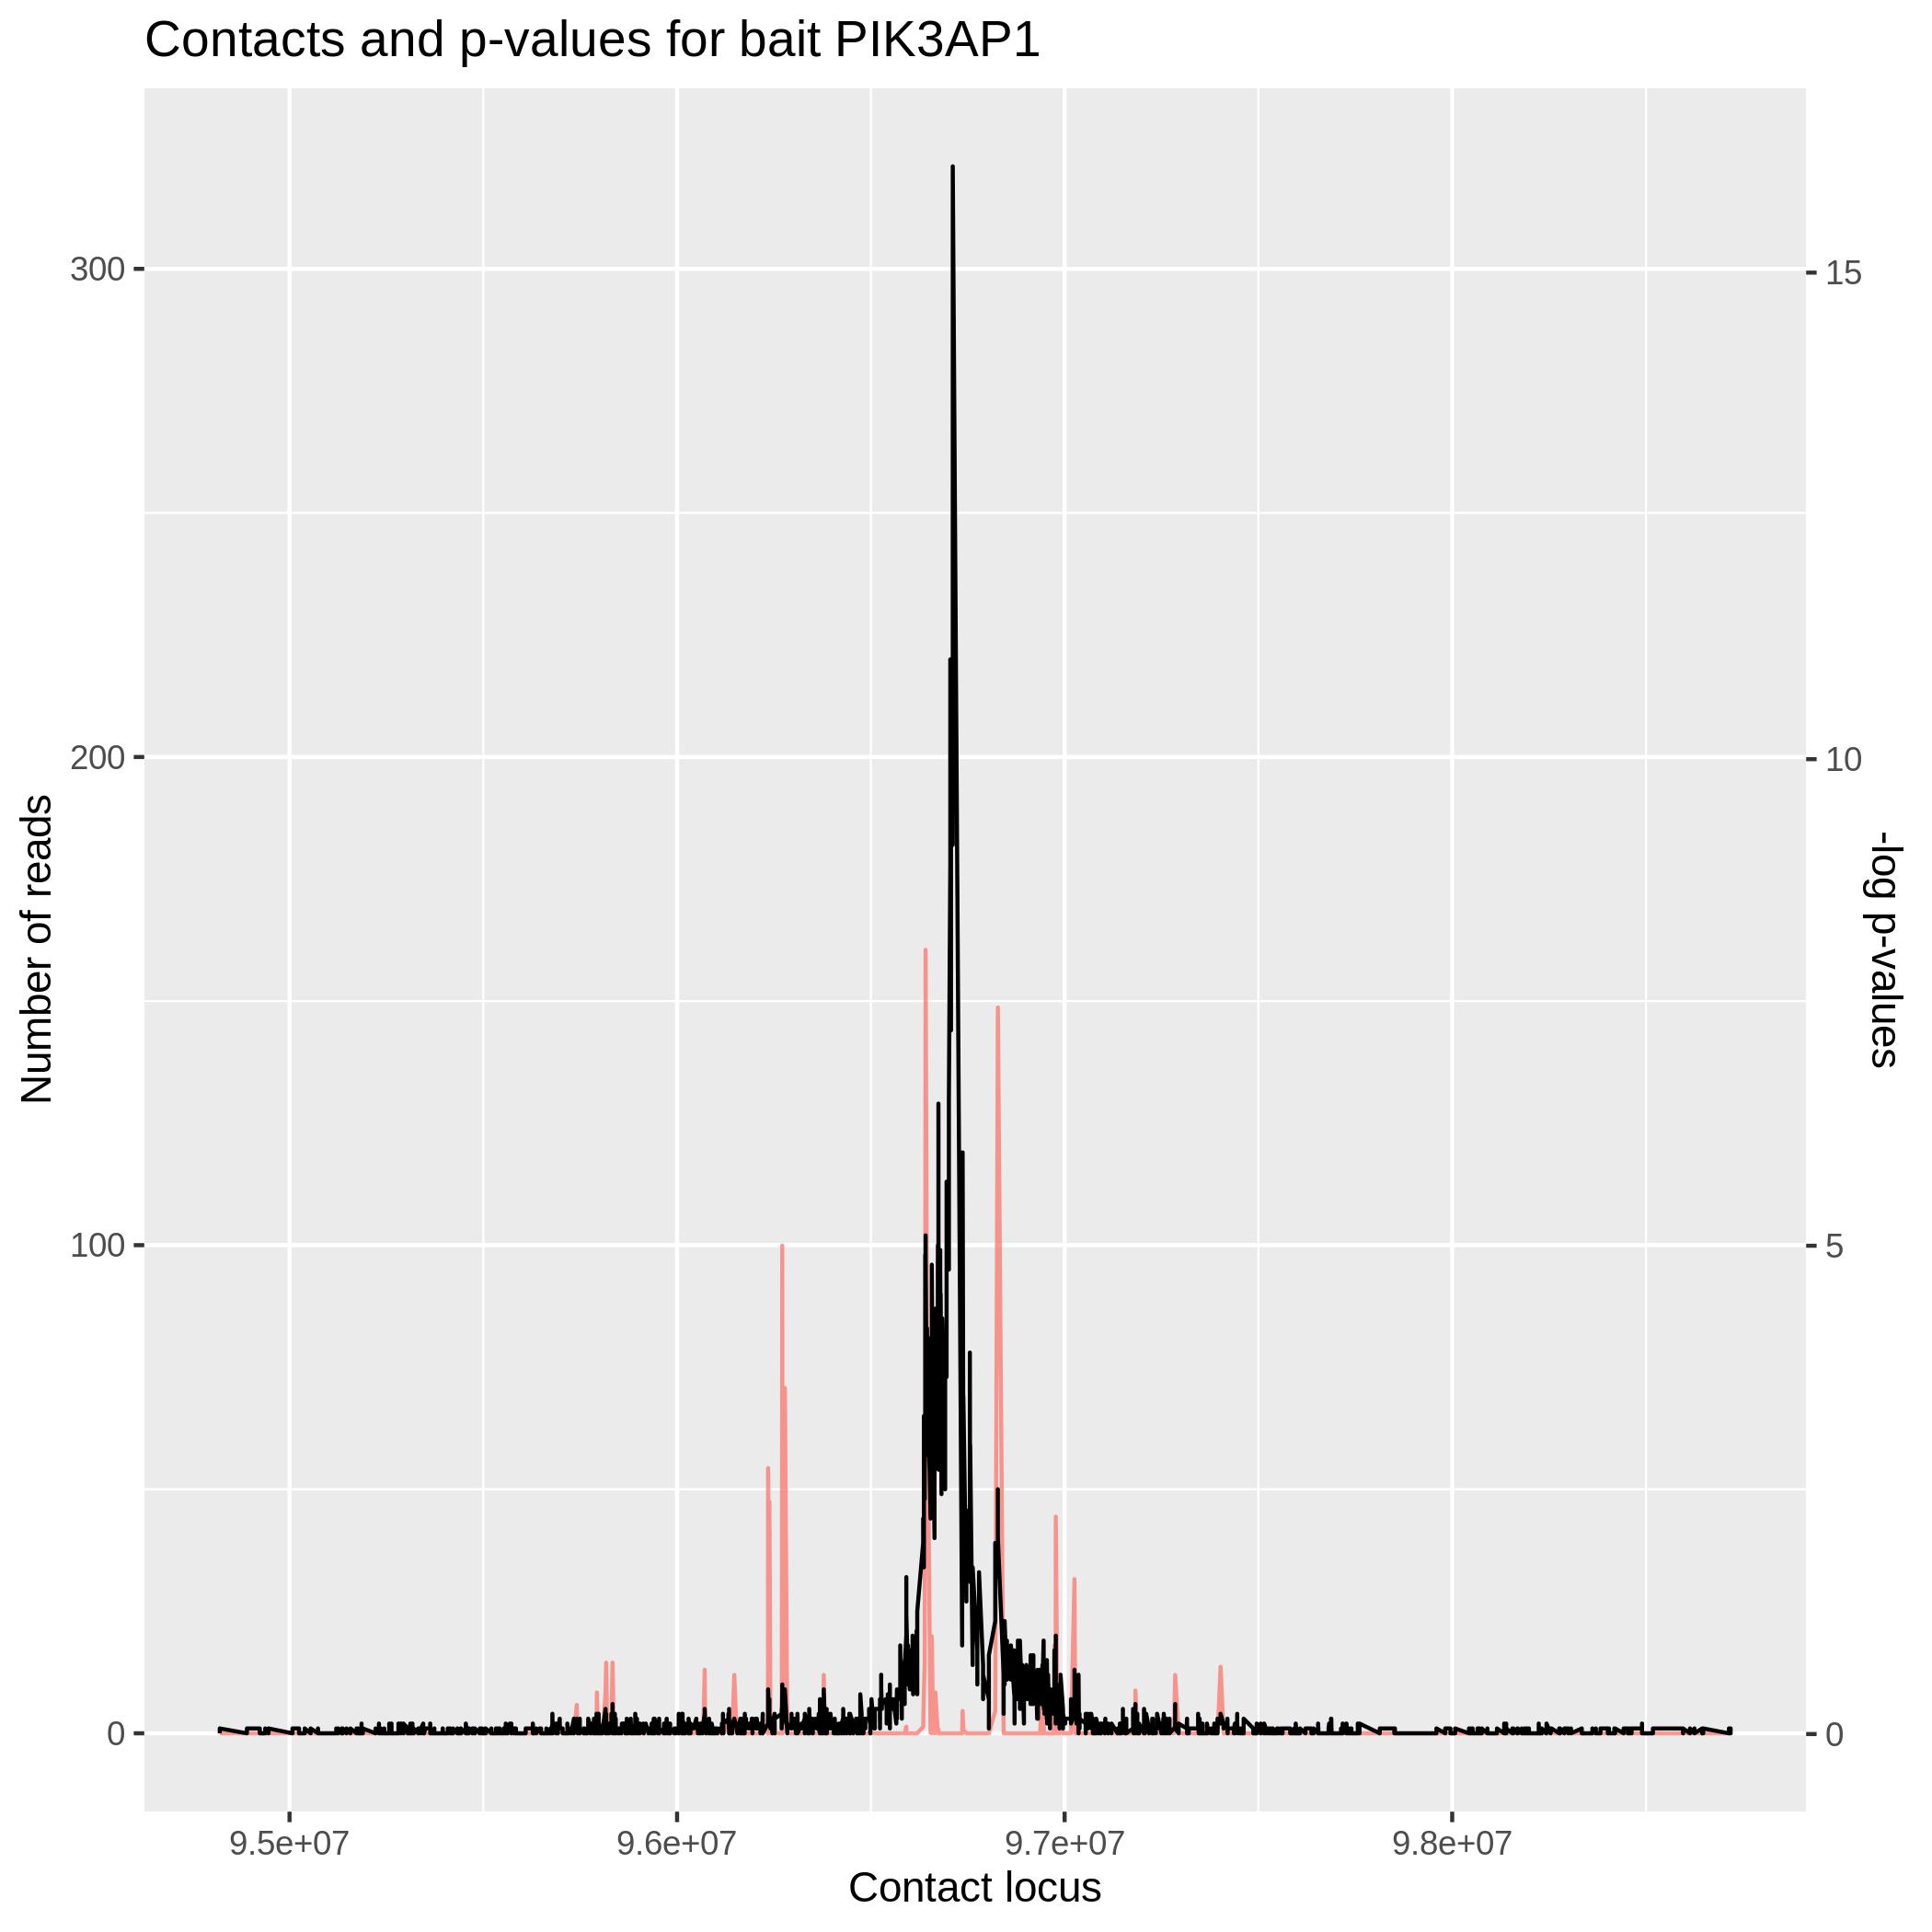 Contacts and p-values for bait PIK3AP1
Number of reads
300
200
100
0
15
10
5
0
-log p-values
9.5e+07 9.6e+07 9.7e+07 9.8e+07
Contact locus